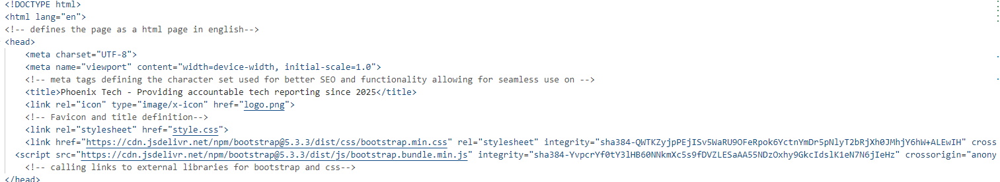 <!DOCTYPE html>
<html lang="en">
<!-- defines the page as a html page in english-->
<head>
<meta charset="UTF-8">
<meta name="viewport" content="width=device-width, initial-scale=1.0">
<!-- meta tags defining the character set used for better SEO and functionality allowing for seamless use on -->
<title>Phoenix Tech - Providing accountable tech reporting since 2025</title>
<link rel="icon" type="image/x-icon" href="logo.png">
<!-- Favicon and title definition-->
<link rel="stylesheet" href="style.css">
<link href="https://cdn.jsdelivr.net/npm/bootstrap@5.3.3/dist/css/bootstrap.min.css" rel="stylesheet" integrity="sha384-QWTKZyjpPEjISv5WaRU9OFeRpok6YctnYmDr5pNlyT2bRjXh0JMhjY6hW+ALEwIH" cross
<script src="https://cdn.jsdelivr.net/npm/bootstrap@5.3.3/dist/js/bootstrap.bundle.min.js" integrity="sha384-YvpcrYf0tY3lHB60NNkmXc5s9fDVZLESaAA55NDzOxhy9GkcIdslK1eN7N6jIeHz" crossorigin="anony
<!-- calling links to external libraries for bootstrap and css-->
</head>